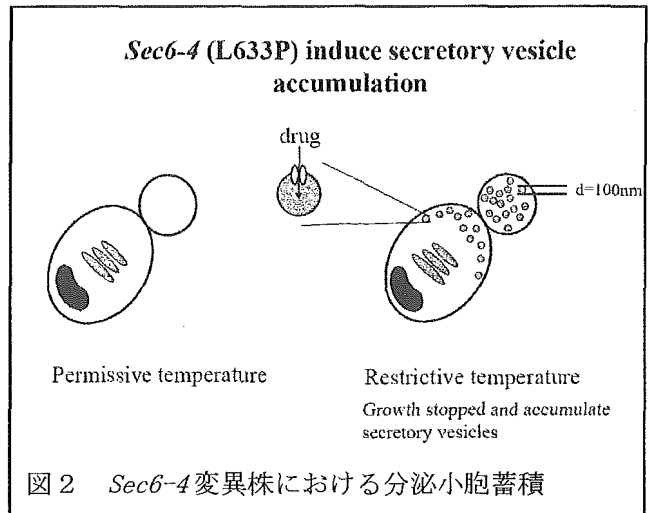 Sec6-4 (L633P) induce secretory vesicle
accumulation
drug
d=100nm
Permissive temperature
Restrictive temperature
Growth stopped and accumulate
secretory vesicles
図２ Sec6-4変異株における分泌小胞蓄積